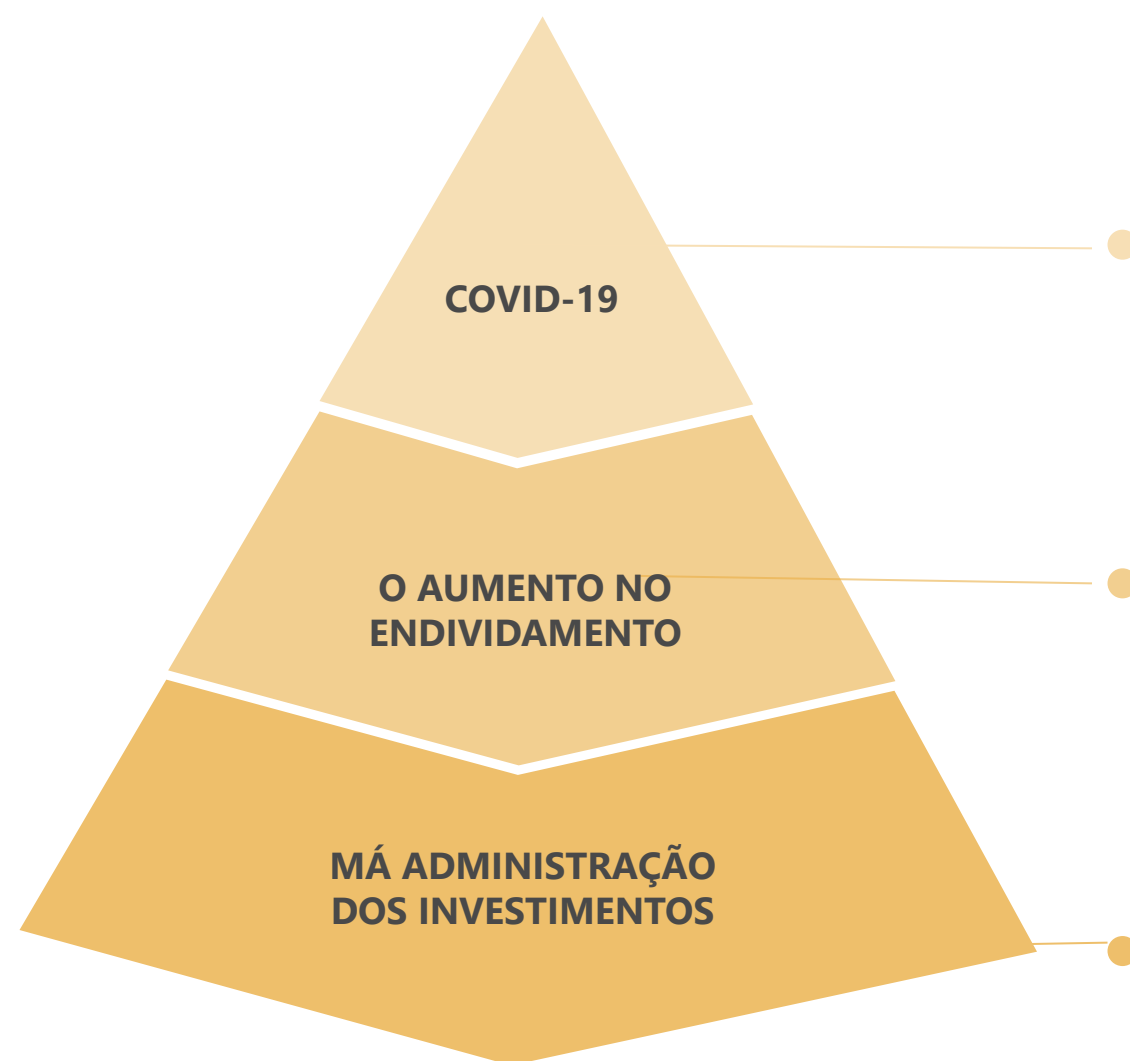 COVID-19
O AUMENTO NO
ENDIVIDAMENTO
MÁ ADMINISTRAÇÃO
DOS INVESTIMENTOS